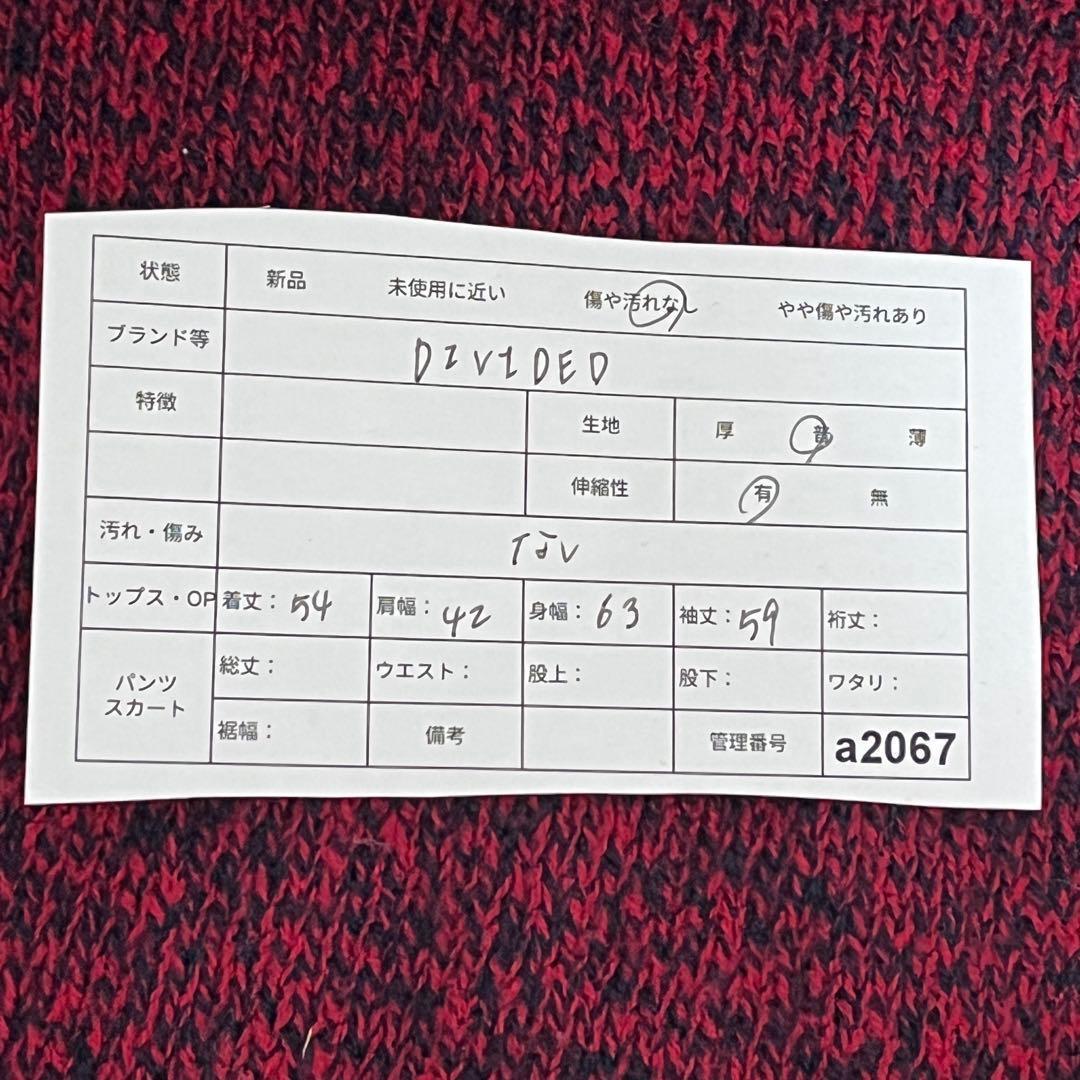 状態 新品 未使用に近い 傷や汚れなし やや傷や汚れあり
ブランド等 DIVIDED
特徴 生地 厚 普 薄
伸縮性 有 無
汚れ・傷み なし
トップス・OP 着丈: 54 肩幅: 42 身幅: 63 袖丈: 59 裄丈:
パンツ スカート 総丈: ウエスト: 股上: 股下: ワタリ:
裾幅: 備考 管理番号 a2067